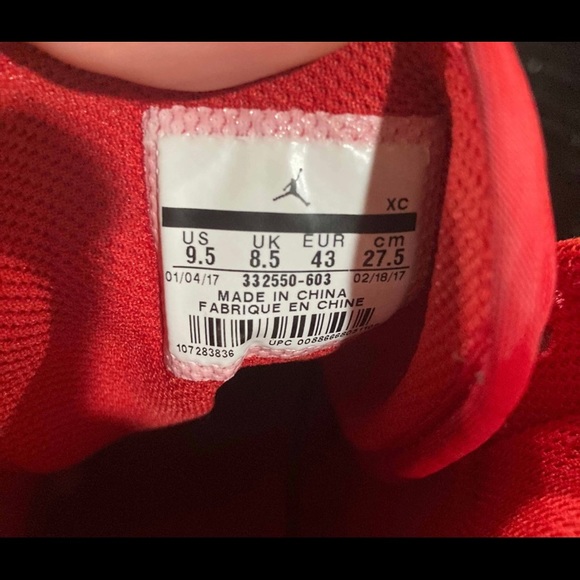 XC
US UK EUR cm
9.5 8.5 43 27.5
01/04/17 332550-603 02/18/17
MADE IN CHINA
FABRIQUE EN CHINE
107283836 UPC